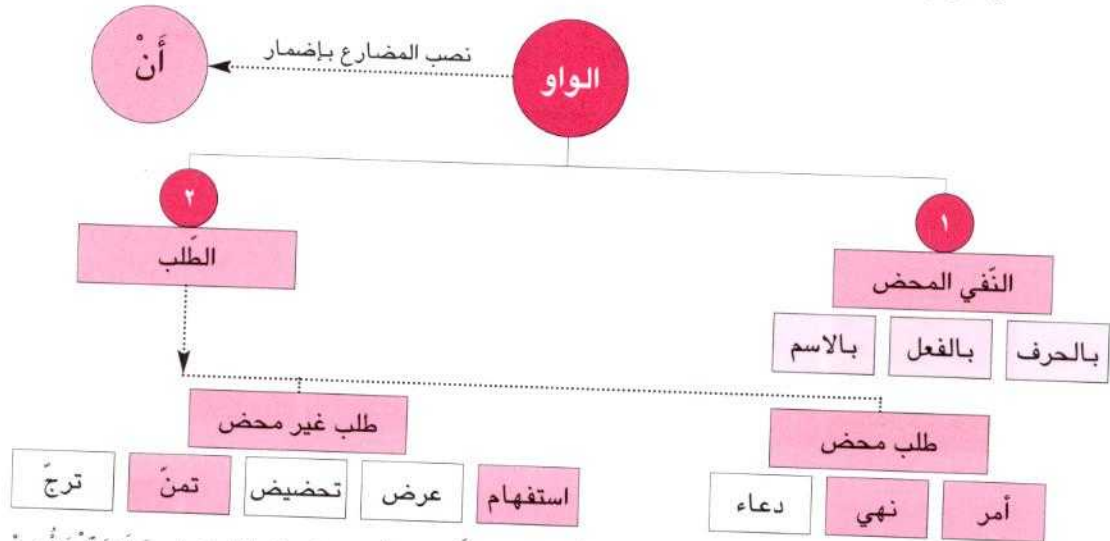 الواو
نصب المضارع بإضمار
أَنْ
١
٢
النّفي المحض
الطّلب
بالحرف
بالفعل
بالاسم
طلب محض
طلب غير محض
أمر
نهي
دعاء
استفهام
عرض
تحضيض
تمنّ
ترجّ